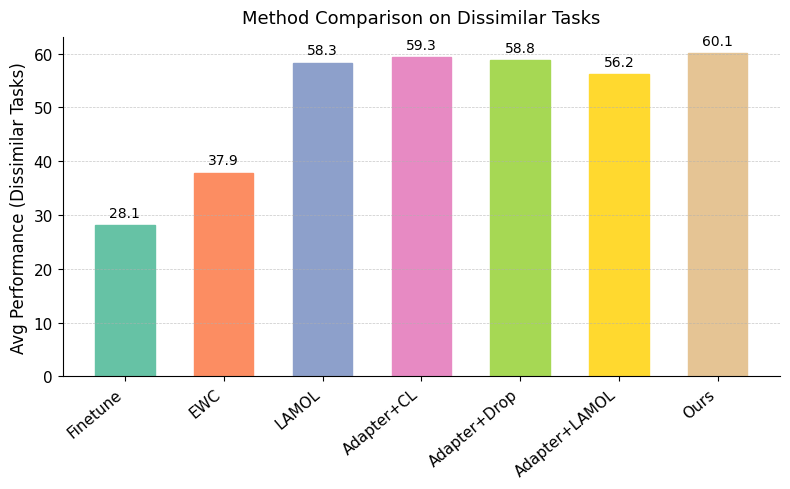 Method Comparison on Dissimilar Tasks
Avg Performance (Dissimilar Tasks)
60
50
40
30
20
10
0
28.1
37.9
58.3
59.3
58.8
56.2
60.1
Finetune
EWC
LAMOL
Adapter+CL
Adapter+Drop
Adapter+LAMOL
Ours